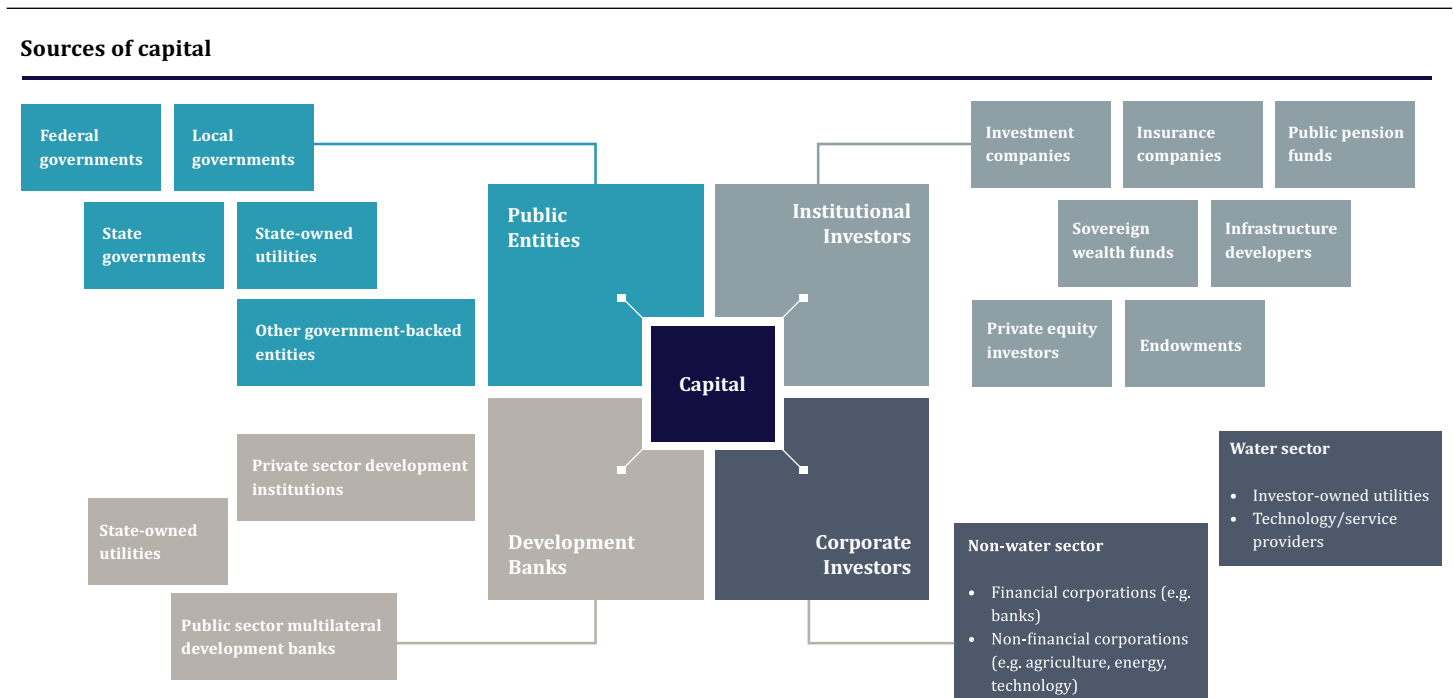 Sources of capital
Federal
governments
Local
governments
State
governments
State-owned
utilities
Other government-backed
entities
Public
Entities
Institutional
Investors
Investment
companies
Insurance
companies
Public pension
funds
Sovereign
wealth funds
Infrastructure
developers
Private equity
investors
Endowments
Capital
Private sector development
institutions
State-owned
utilities
Public sector multilateral
development banks
Development
Banks
Corporate
Investors
Non-water sector
• Financial corporations (e.g.
banks)
• Non-financial corporations
(e.g. agriculture, energy,
technology)
Water sector
• Investor-owned utilities
• Technology/service
providers